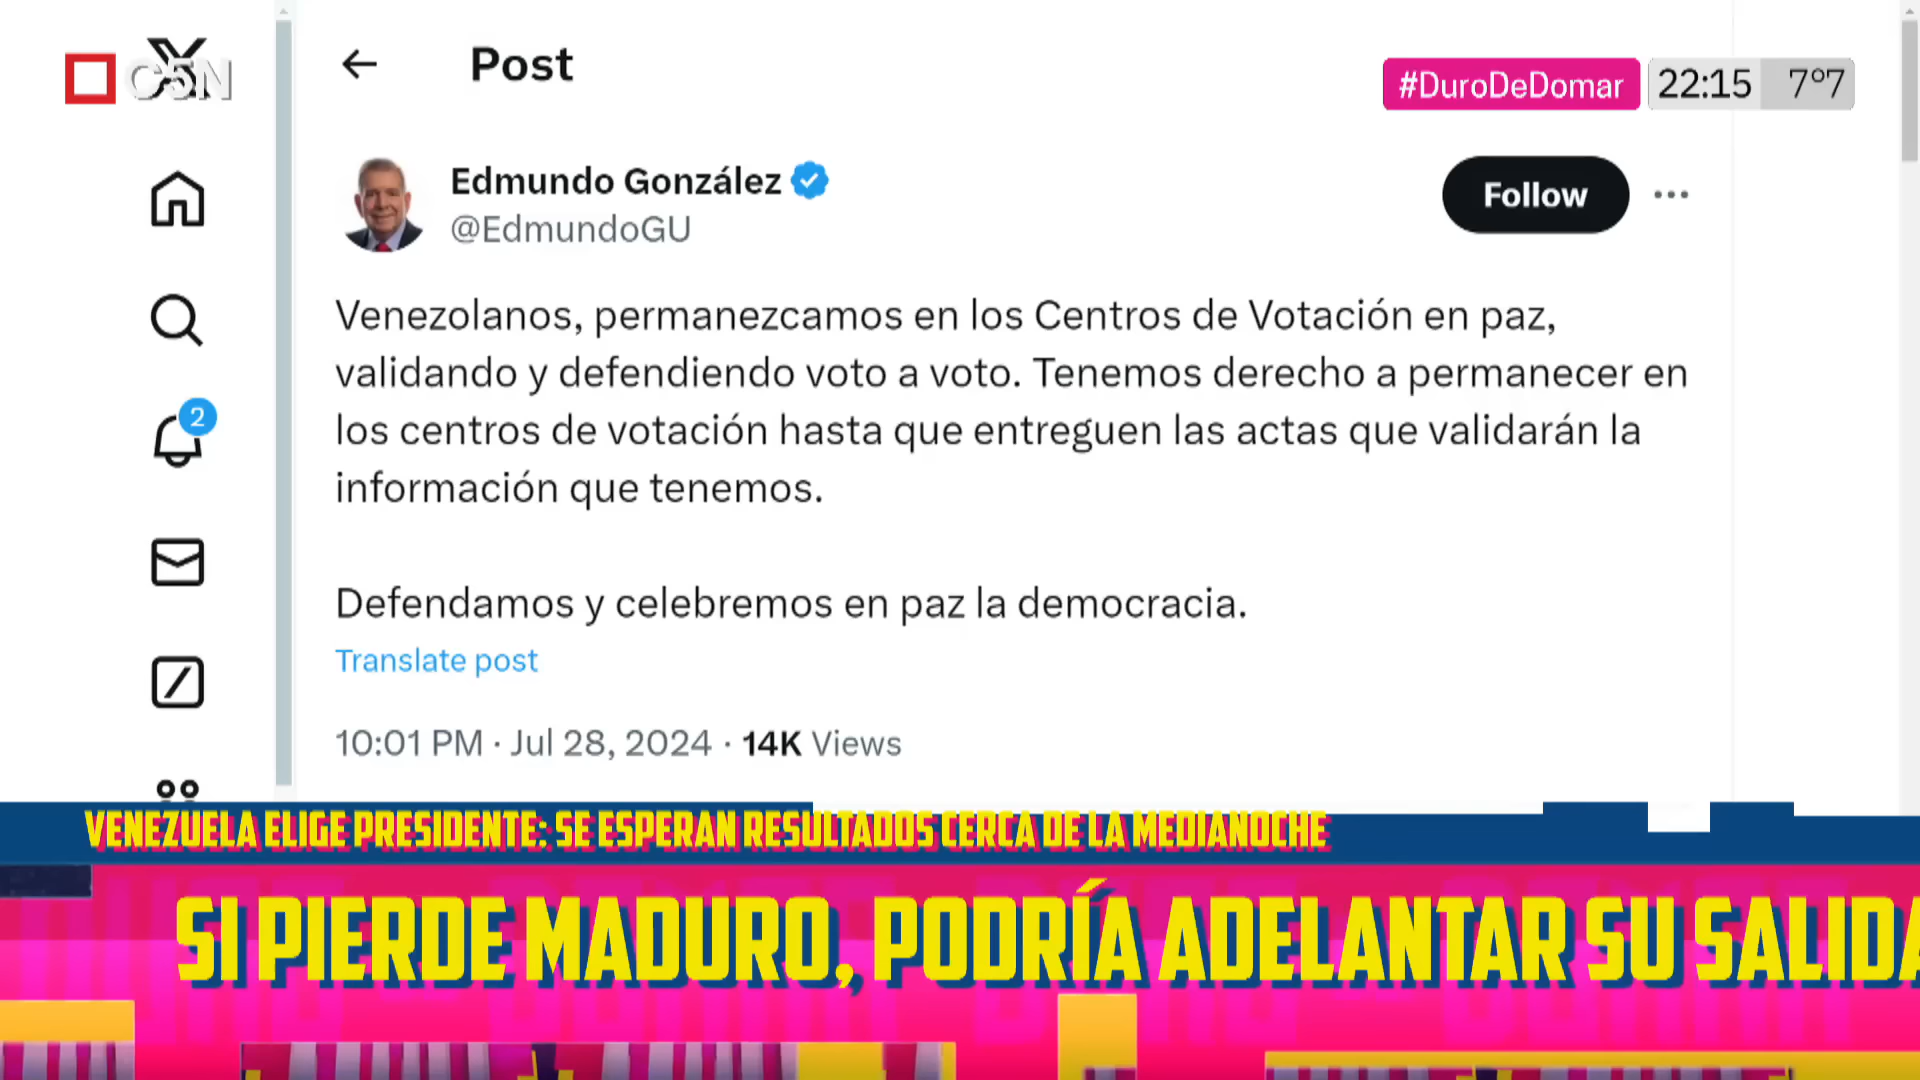 C5N
Post
#DuroDeDomar
22:15
7°7
Edmundo González
@EdmundoGU
Follow
Venezolanos, permanezcamos en los Centros de Votación en paz,
validando y defendiendo voto a voto. Tenemos derecho a permanecer en
los centros de votación hasta que entreguen las actas que validarán la
información que tenemos.
Defendamos y celebremos en paz la democracia.
Translate post
10:01 PM · Jul 28, 2024 · 14K Views
2
VENEZUELA ELIGE PRESIDENTE: SE ESPERAN RESULTADOS CERCA DE LA MEDIANOCHE
SI PIERDE MADURO, PODRÍA ADELANTAR SU SALIDA